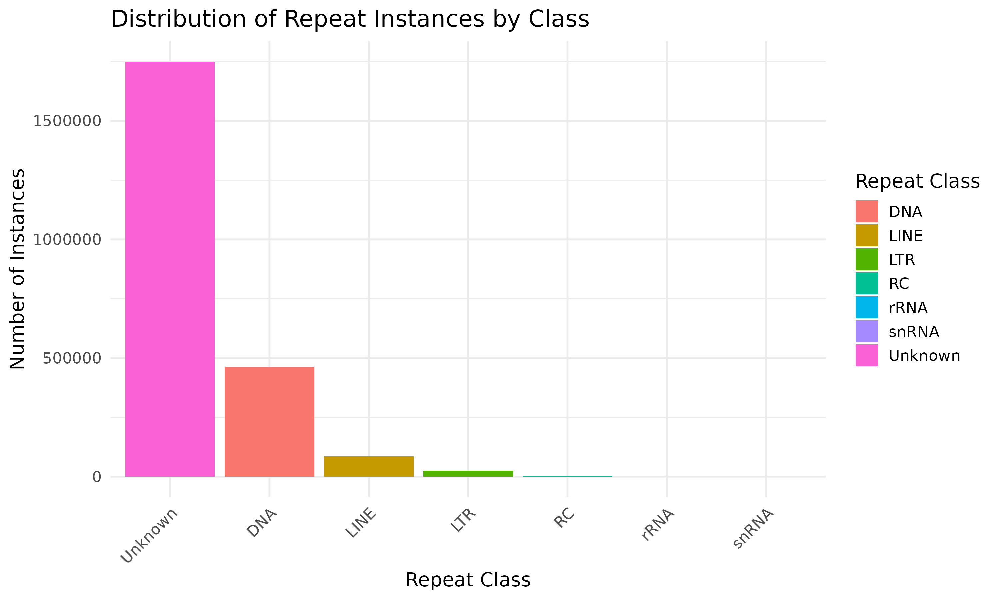 Distribution of Repeat Instances by Class
Number of Instances
1500000
1000000
500000
0
Unknown
DNA
LINE
LTR
RC
rRNA
snRNA
Repeat Class
Repeat Class
DNA
LINE
LTR
RC
rRNA
snRNA
Unknown